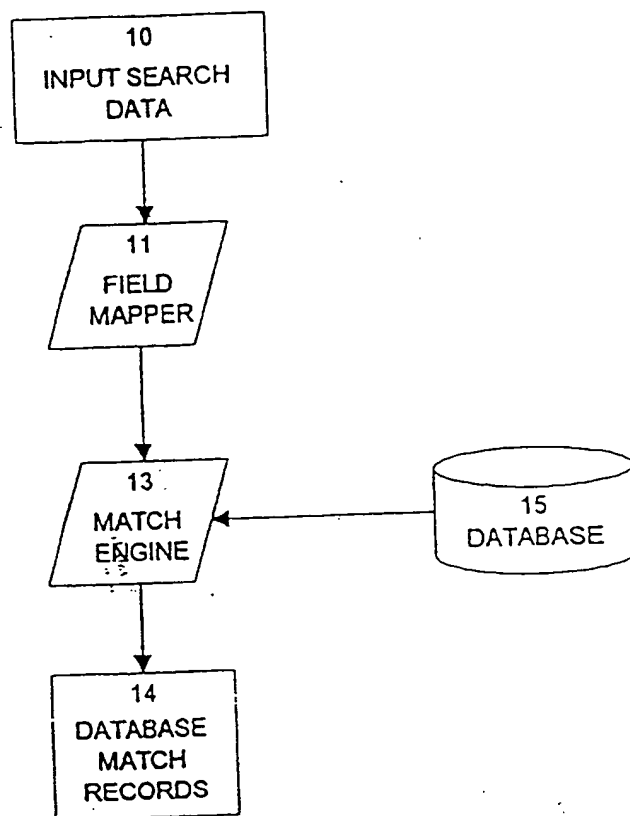 10
INPUT SEARCH
DATA
11
FIELD
MAPPER
13
MATCH
ENGINE
15
DATABASE
14
DATABASE
MATCH
RECORDS